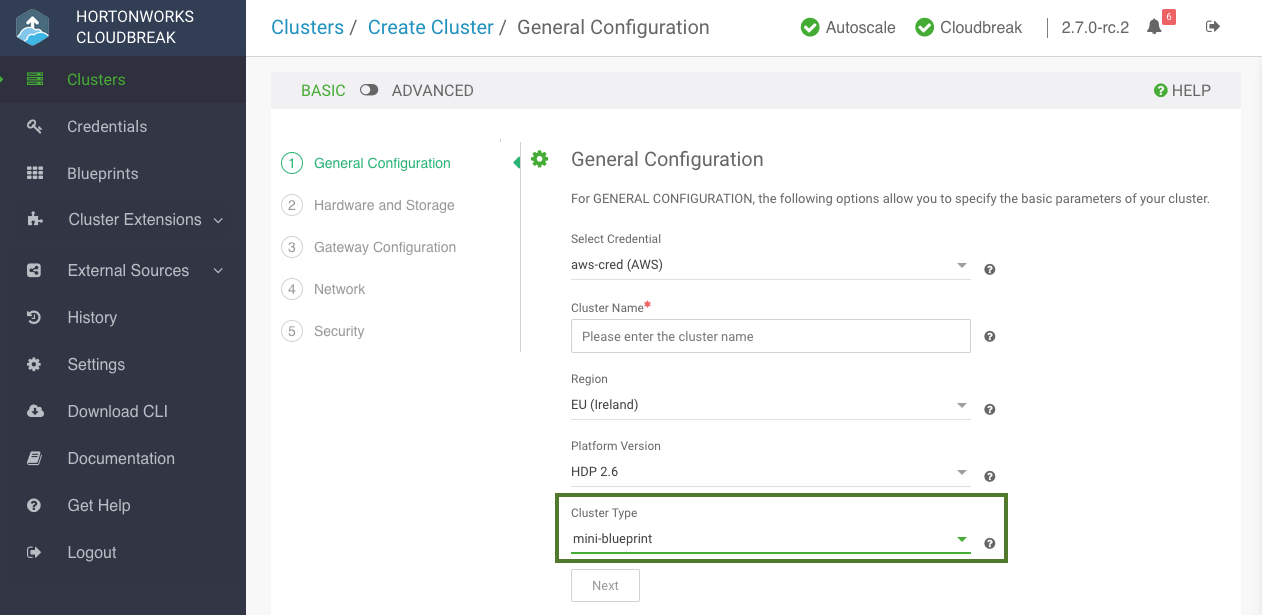 HORTONWORKS
CLOUDBREAK
Clusters
Credentials
Blueprints
Cluster Extensions
External Sources
History
Settings
Download CLI
Documentation
Get Help
Logout
Clusters / Create Cluster / General Configuration
Autoscale Cloudbreak 2.7.0-rc.2 6
BASIC ADVANCED HELP
1 General Configuration
2 Hardware and Storage
3 Gateway Configuration
4 Network
5 Security
General Configuration
For GENERAL CONFIGURATION, the following options allow you to specify the basic parameters of your cluster.
Select Credential
aws-cred (AWS)
Cluster Name*
Please enter the cluster name
Region
EU (Ireland)
Platform Version
HDP 2.6
Cluster Type
mini-blueprint
Next